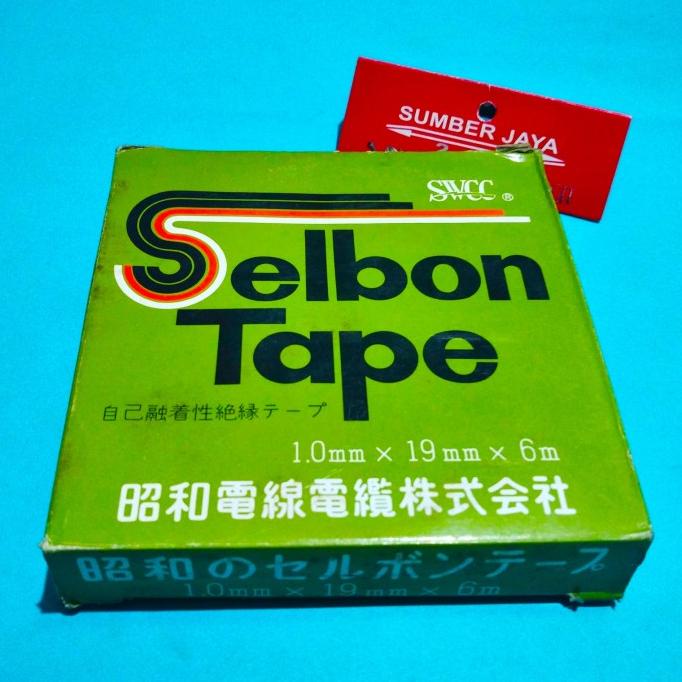 SUMBER JAYA
SWCC ®
Selbon
Tape
自己融着性絶縁テープ
1.0mm × 19mm × 6m
昭和電線電纜株式会社
昭和のセルボンテープ
1.0mm × 19mm × 6m